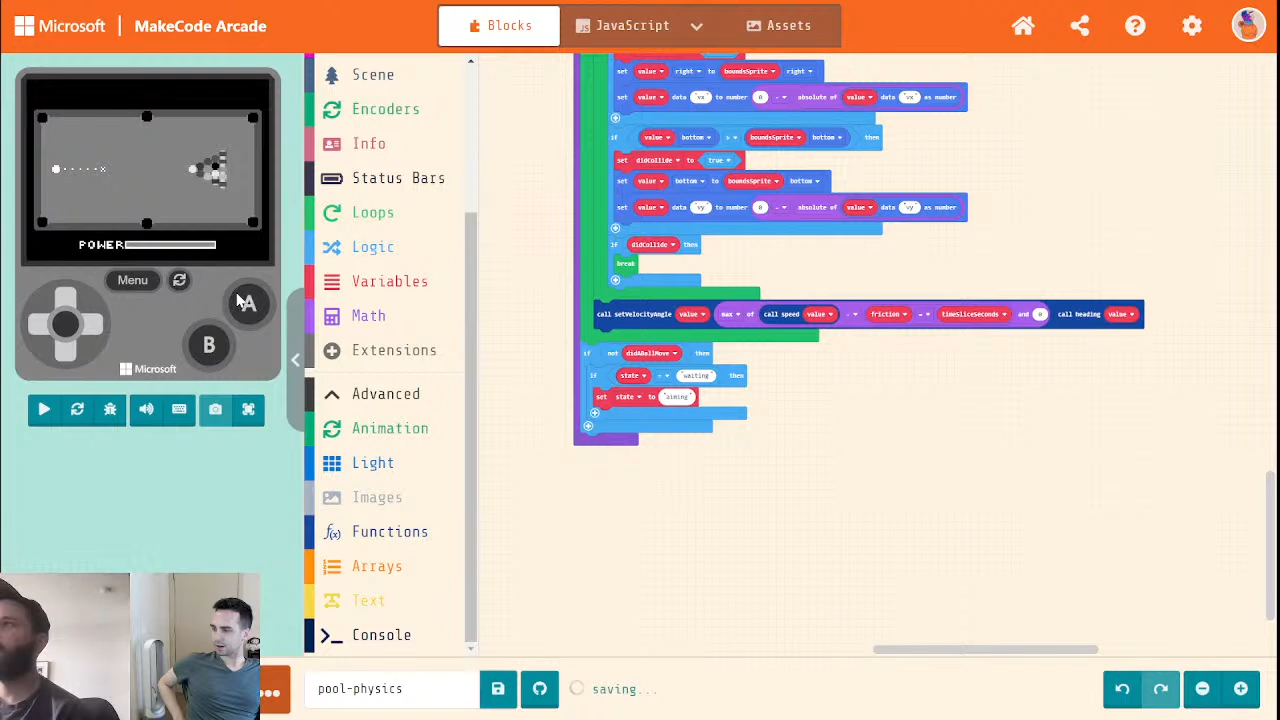 Microsoft MakeCode Arcade
Blocks JavaScript Assets
POWER
Menu
A
B
Microsoft
Scene
Encoders
Info
Status Bars
Loops
Logic
Variables
Math
Extensions
Advanced
Animation
Light
Images
Functions
Arrays
Text
Console
set value right to boundsSprite right
set value data "vx" to number 0 - absolute of value data "vx" as number
if value bottom > boundsSprite bottom then
set didCollide to true
set value bottom to boundsSprite bottom
set value data "vy" to number 0 - absolute of value data "vy" as number
if didCollide then
break
call setVelocityAngle value max of call speed value - friction timeSliceSeconds and 0 call heading value
if not didABallMove then
if state = "waiting" then
set state to "aiming"
pool-physics
saving...